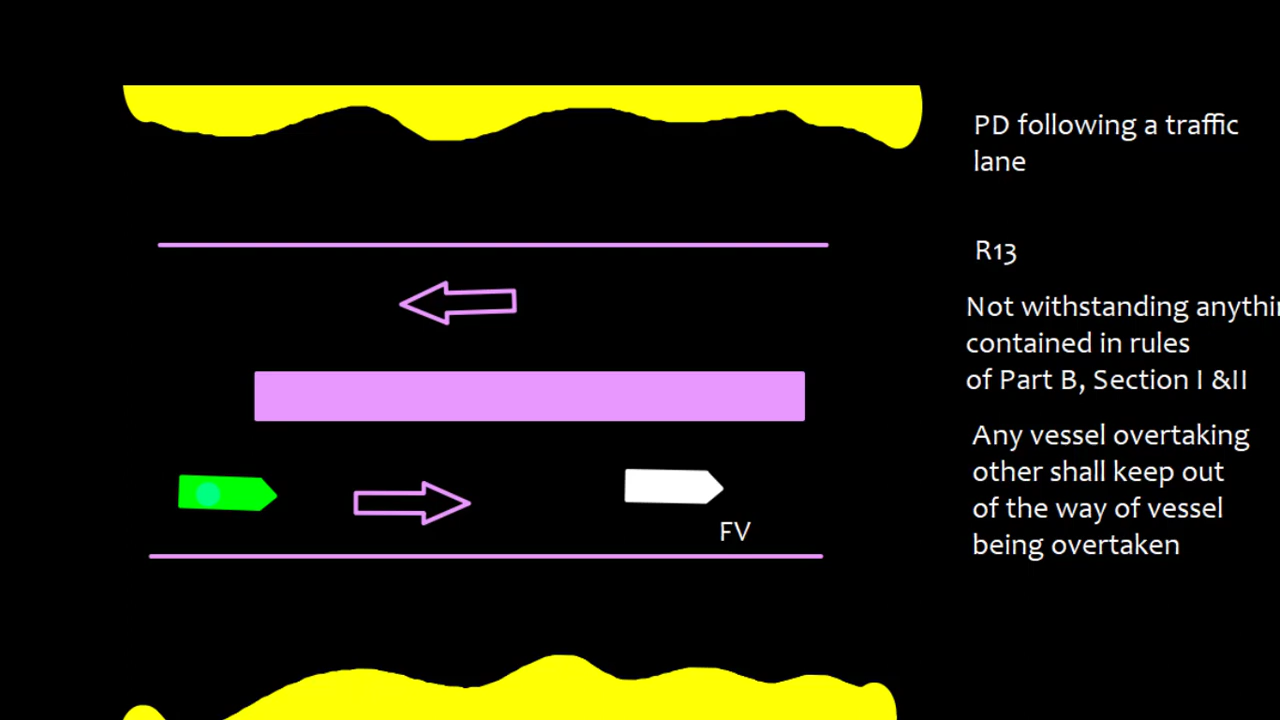 PD following a traffic
lane
R13
Not withstanding anythin
contained in rules
of Part B, Section I &II
Any vessel overtaking
other shall keep out
of the way of vessel
being overtaken
FV